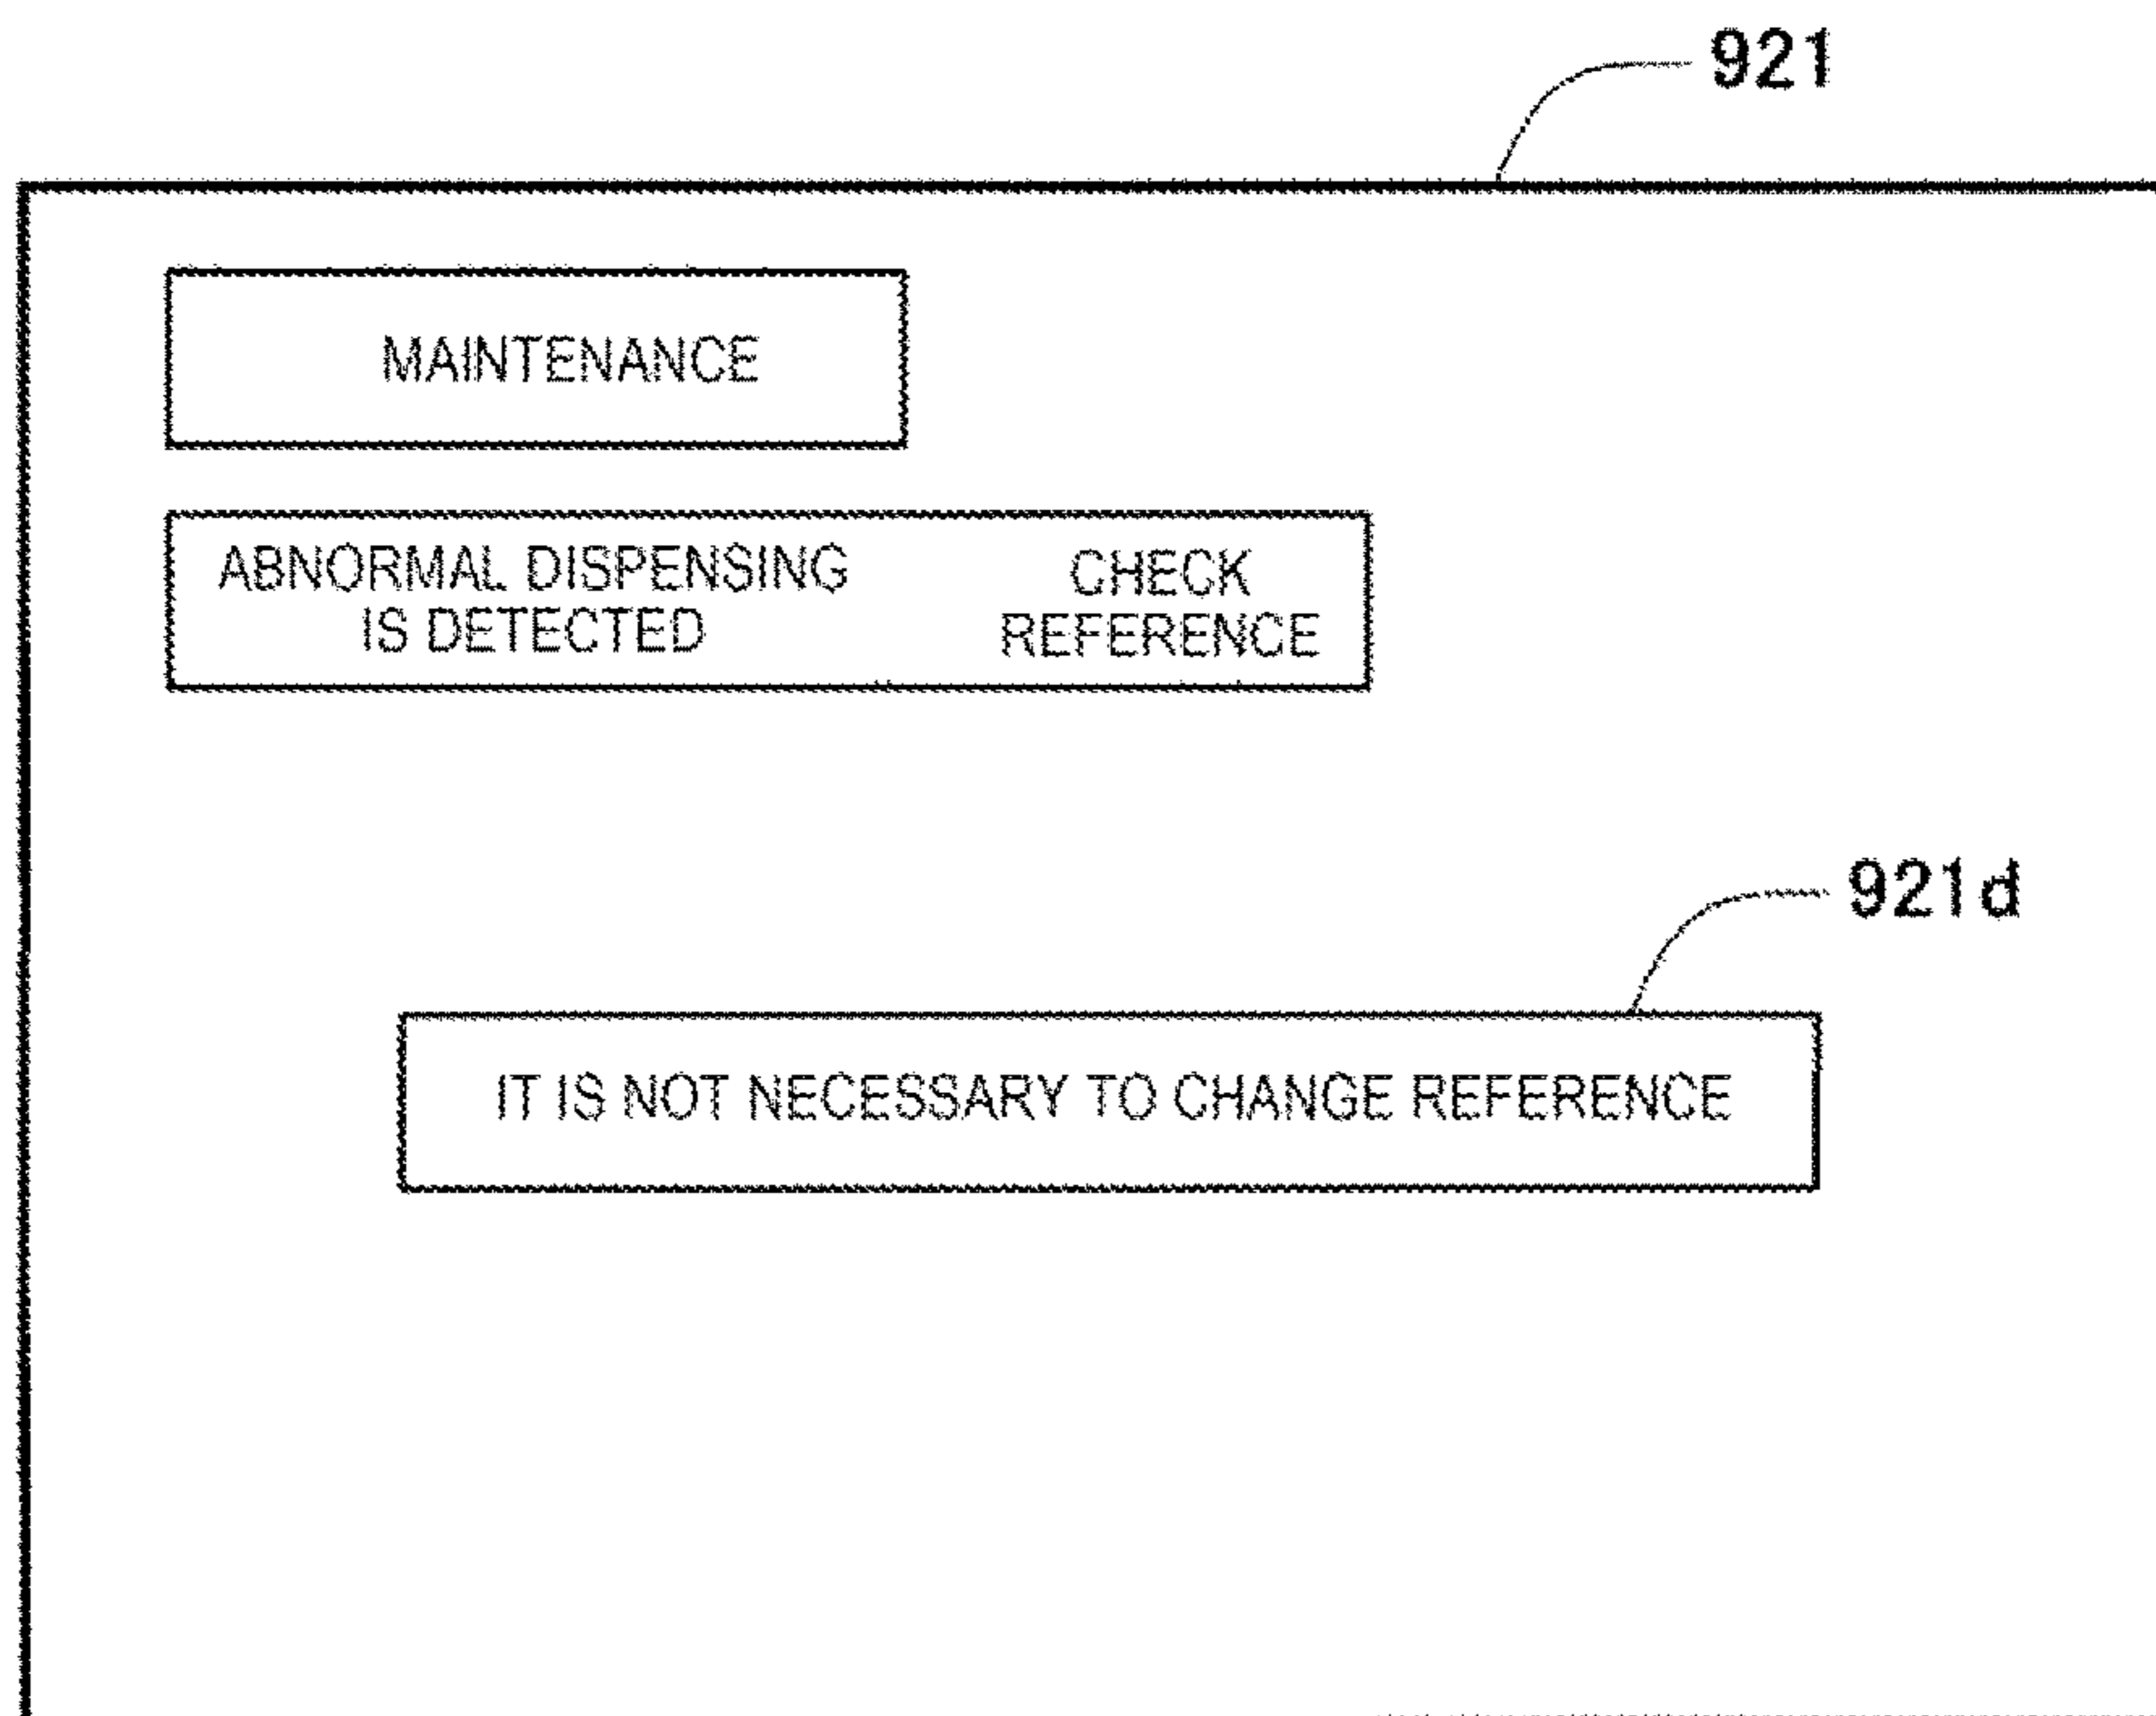 921
MAINTENANCE
ABNORMAL DISPENSING
IS DETECTED
CHECK
REFERENCE
921d
IT IS NOT NECESSARY TO CHANGE REFERENCE